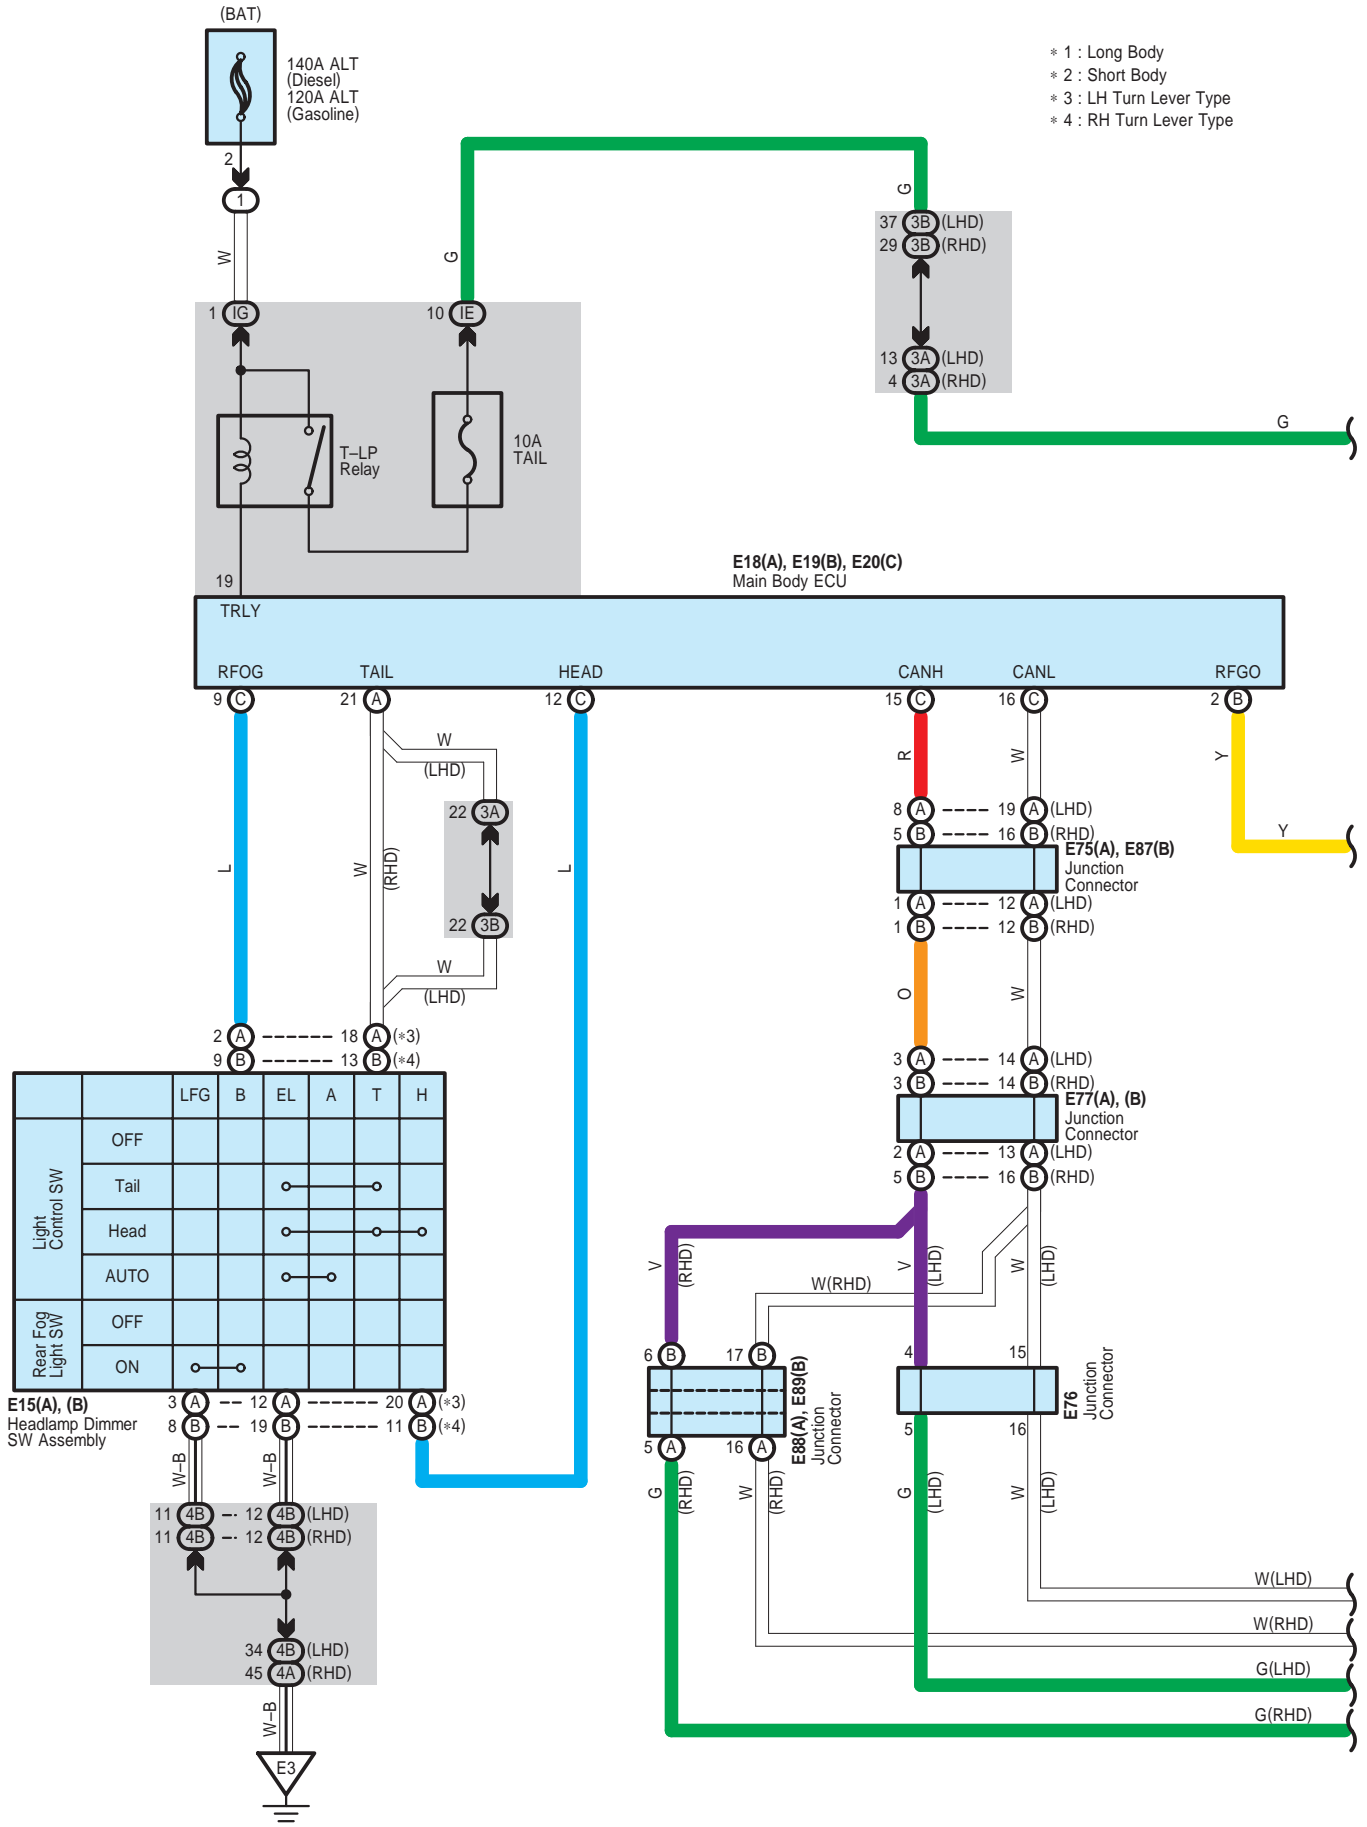 (BAT)
140A ALT
(Diesel)
120A ALT
(Gasoline)
* 1 : Long Body
* 2 : Short Body
* 3 : LH Turn Lever Type
* 4 : RH Turn Lever Type
2
1
W
G
G
37 3B (LHD)
29 3B (RHD)
1 IG
10 IE
13 3A (LHD)
4 3A (RHD)
G
T–LP
Relay
10A
TAIL
19
E18(A), E19(B), E20(C)
Main Body ECU
TRLY
RFOG TAIL HEAD CANH CANL RFGO
9 C 21 A 12 C 15 C 16 C 2 B
W
(LHD)
R
W
Y
Y
22 3A
8 A 19 A (LHD)
5 B 16 B (RHD)
E75(A), E87(B)
Junction
Connector
L
W
(RHD)
L
1 A 12 A (LHD)
1 B 12 B (RHD)
22 3B
W
(LHD)
O
W
2 A 18 A (*3)
9 B 13 B (*4)
3 A 14 A (LHD)
3 B 14 B (RHD)
E77(A), (B)
Junction
Connector
LFG B EL A T H
Light
Control SW
OFF
Tail
Head
AUTO
Rear Fog
Light SW
OFF
ON
2 A 13 A (LHD)
5 B 16 B (RHD)
V
(RHD)
W(RHD)
V
(LHD)
W
(LHD)
6 B 17 B
4 15
E88(A), E89(B)
Junction
Connector
E76
Junction
Connector
5 A 16 A
5 16
E15(A), (B)
Headlamp Dimmer
SW Assembly
3 A 12 A 20 A (*3)
8 B 19 B 11 B (*4)
W–B
W–B
G
(RHD)
W
(RHD)
G
(LHD)
W
(LHD)
11 4B 12 4B (LHD)
11 4B 12 4B (RHD)
34 4B (LHD)
45 4A (RHD)
W–B
E3
W(LHD)
W(RHD)
G(LHD)
G(RHD)